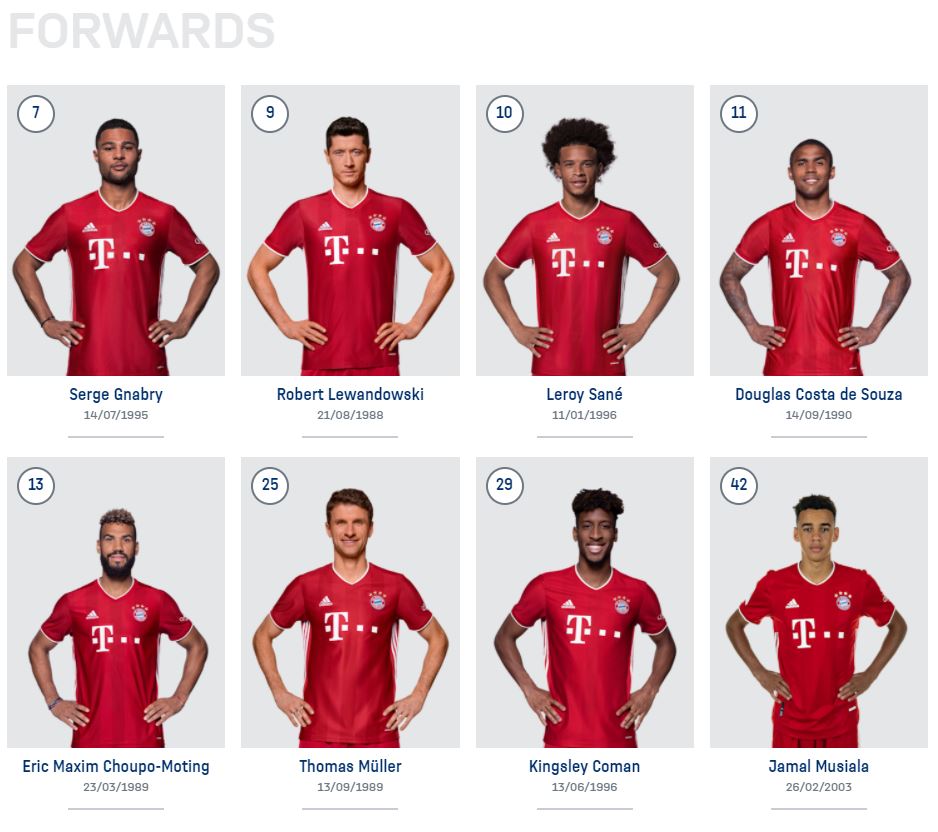 FORWARDS
7
Serge Gnabry
14/07/1995
9
Robert Lewandowski
21/08/1988
10
Leroy Sané
11/01/1996
11
Douglas Costa de Souza
14/09/1990
13
Eric Maxim Choupo-Moting
23/03/1989
25
Thomas Müller
13/09/1989
29
Kingsley Coman
13/06/1996
42
Jamal Musiala
26/02/2003